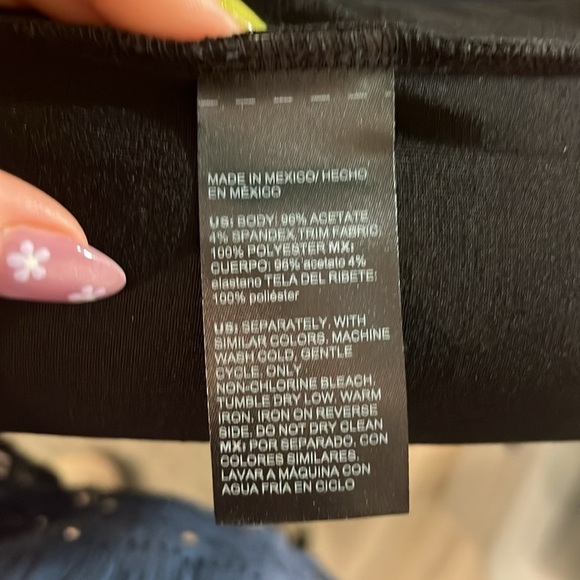 MADE IN MEXICO/ HECHO
EN MÉXICO
US: BODY: 96% ACETATE
4% SPANDEX TRIM FABRIC:
100% POLYESTER MX:
CUERPO: 96% acetato 4%
elastano TELA DEL RIBETE:
100% poliéster
US: SEPARATELY, WITH
SIMILAR COLORS, MACHINE
WASH COLD, GENTLE
CYCLE, ONLY
NON-CHLORINE BLEACH,
TUMBLE DRY LOW, WARM
IRON, IRON ON REVERSE
SIDE, DO NOT DRY CLEAN
MX: POR SEPARADO, CON
COLORES SIMILARES,
LAVAR A MÁQUINA CON
AGUA FRÍA EN CICLO